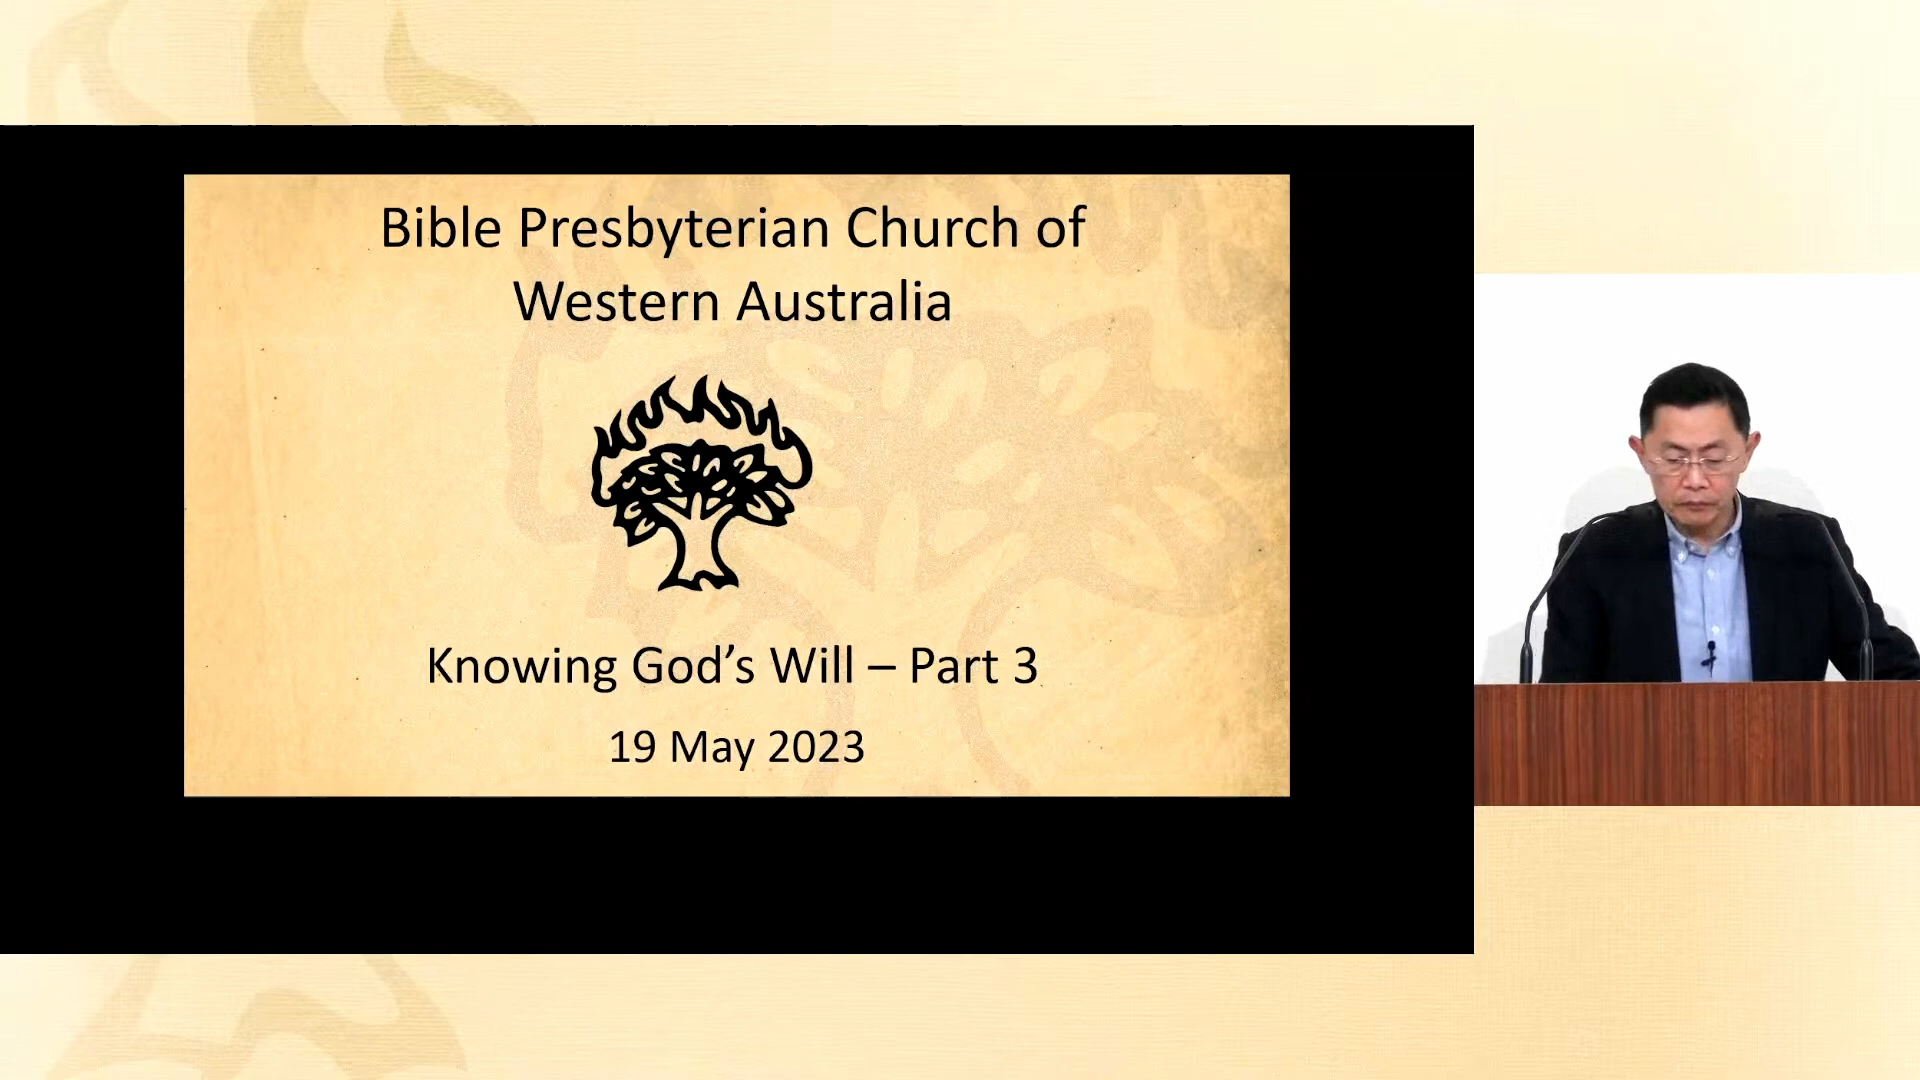 Bible Presbyterian Church of
Western Australia
Knowing God’s Will – Part 3
19 May 2023